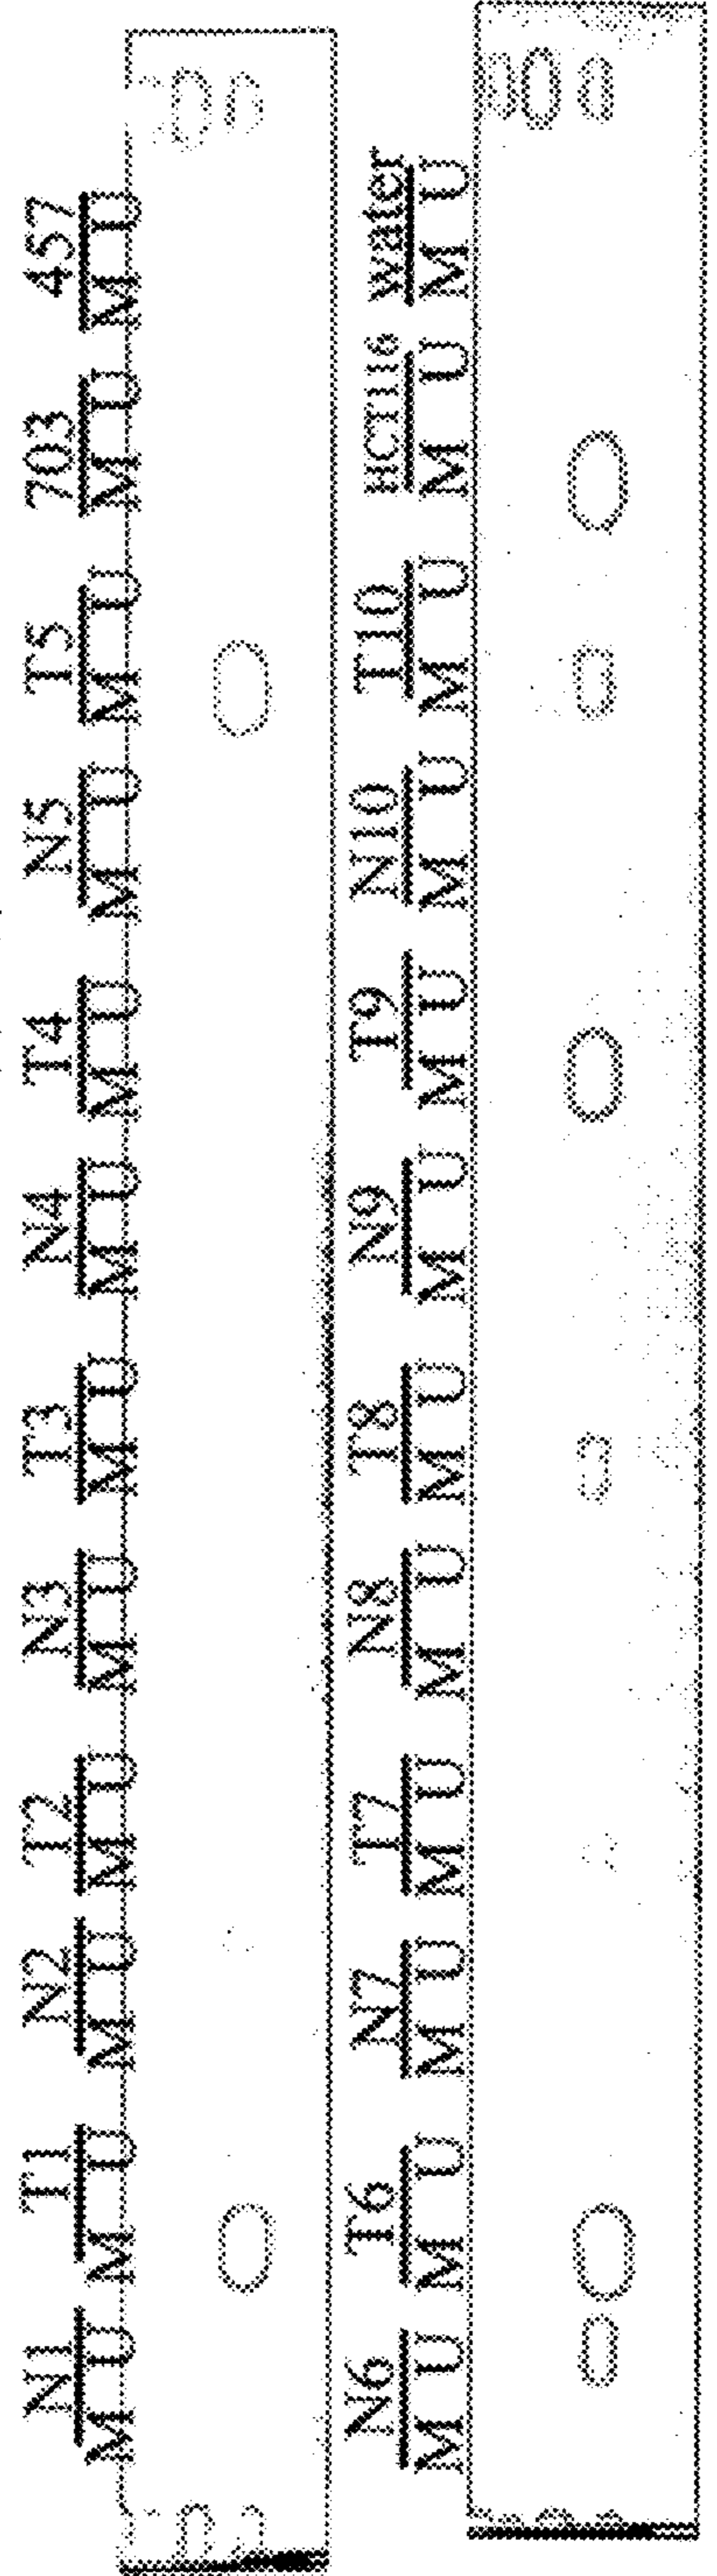 N1 T1 N2 T2 N3 T3 N4 T4 N5 T5 703 457
M U M U M U M U M U M U M U M U M U M U M U M U
N6 T6 N7 T7 N8 T8 N9 T9 N10 T10 HCT116 water
M U M U M U M U M U M U M U M U M U M U M U M U